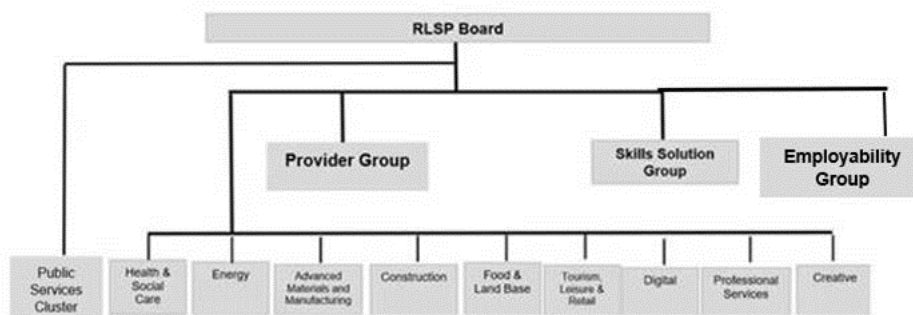 RLSP Board
Provider Group
Skills Solution
Group
Employability
Group
Public
Services
Cluster
Health &
Social
Care
Energy
Advanced
Materials and
Manufacturing
Construction
Food &
Land Base
Tourism,
Leisure &
Retail
Digital
Professional
Services
Creative